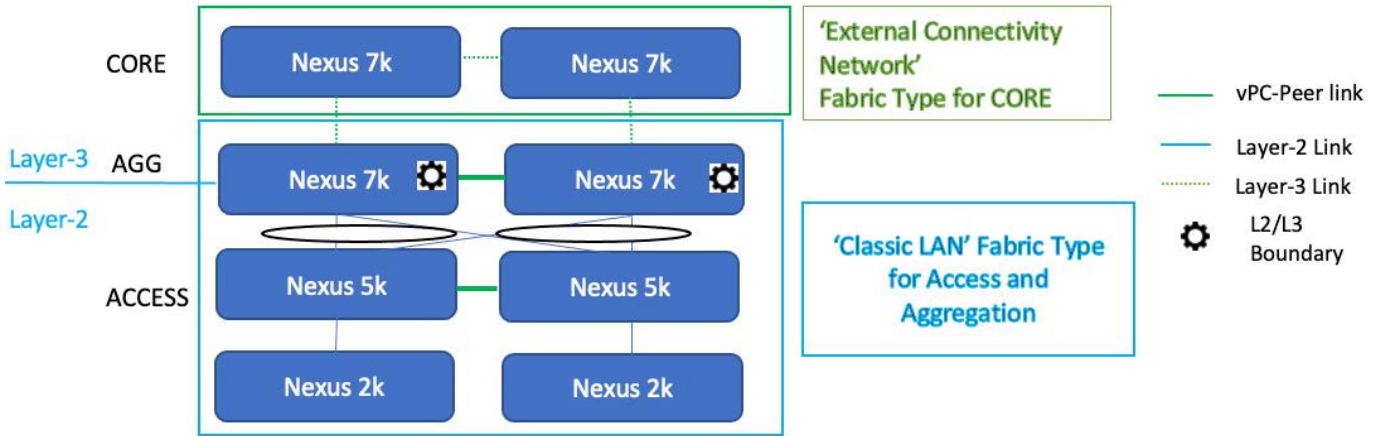 CORE
Nexus 7k
Nexus 7k
'External Connectivity
Network'
Fabric Type for CORE
vPC-Peer link
Layer-2 Link
Layer-3 Link
L2/L3
Boundary
Layer-3
AGG
Nexus 7k
Nexus 7k
Layer-2
ACCESS
Nexus 5k
Nexus 5k
'Classic LAN' Fabric Type
for Access and
Aggregation
Nexus 2k
Nexus 2k